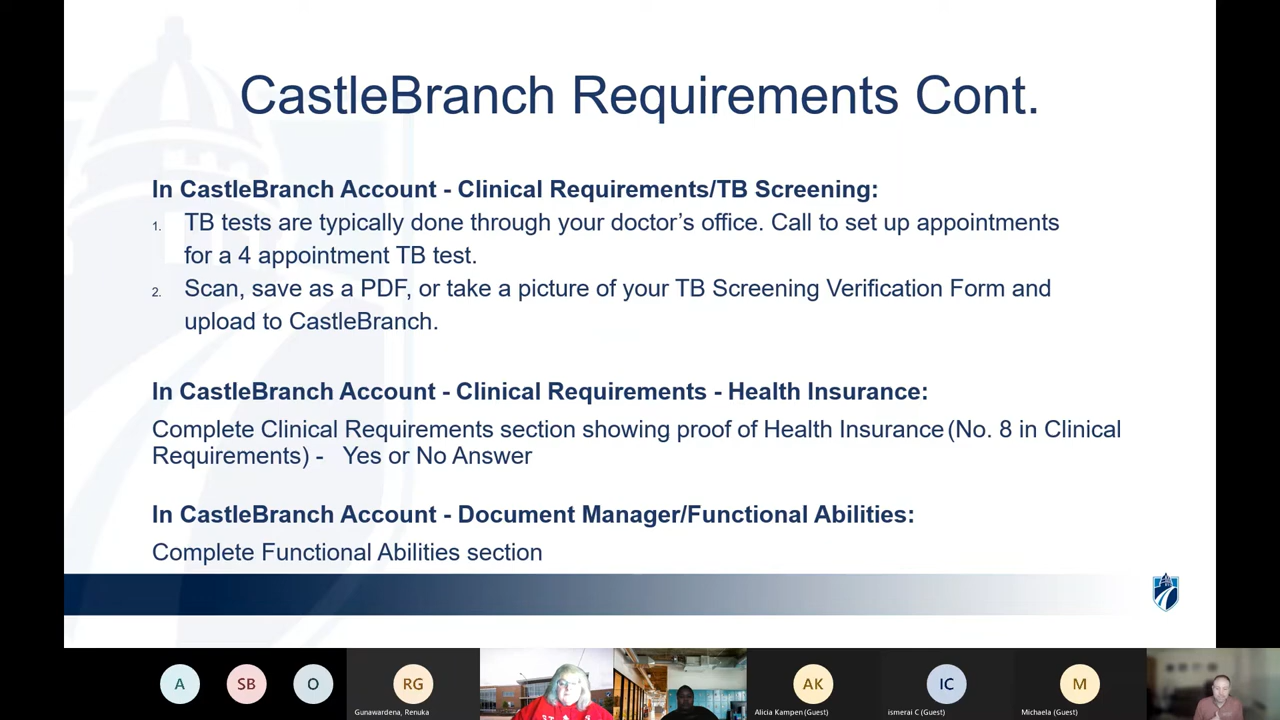 CastleBranch Requirements Cont.
In CastleBranch Account - Clinical Requirements/TB Screening:
1. TB tests are typically done through your doctor’s office. Call to set up appointments
for a 4 appointment TB test.
2. Scan, save as a PDF, or take a picture of your TB Screening Verification Form and
upload to CastleBranch.
In CastleBranch Account - Clinical Requirements - Health Insurance:
Complete Clinical Requirements section showing proof of Health Insurance (No. 8 in Clinical
Requirements) - Yes or No Answer
In CastleBranch Account - Document Manager/Functional Abilities:
Complete Functional Abilities section
A SB O RG AK IC M
Gunawardena, Renuka Alicia Kampen (Guest) ismerai C (Guest) Michaela (Guest)